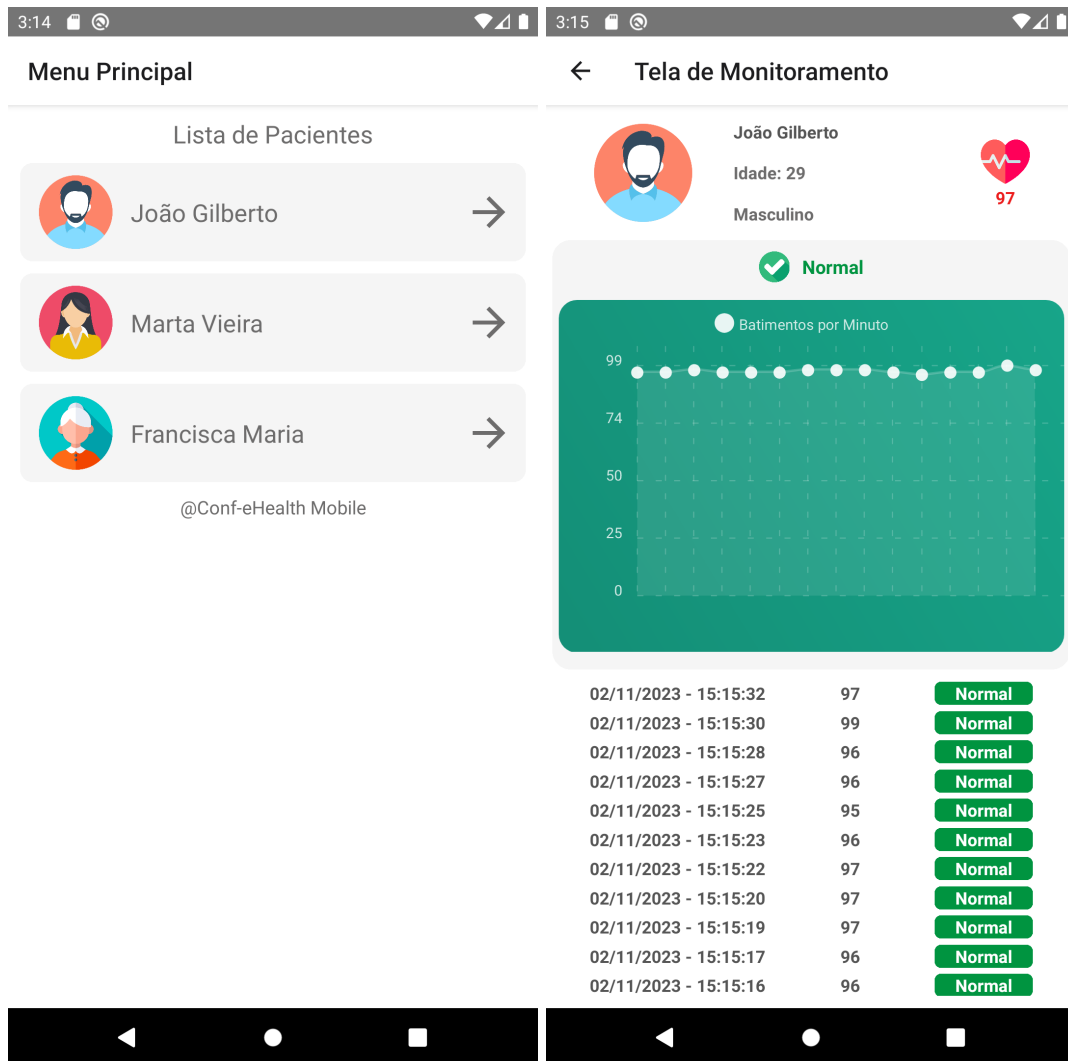 3:14
Menu Principal
Lista de Pacientes
João Gilberto
Marta Vieira
Francisca Maria
@Conf-eHealth Mobile
3:15
Tela de Monitoramento
João Gilberto
Idade: 29
Masculino
97
Normal
Batimentos por Minuto
99
74
50
25
0
02/11/2023 - 15:15:32 97 Normal
02/11/2023 - 15:15:30 99 Normal
02/11/2023 - 15:15:28 96 Normal
02/11/2023 - 15:15:27 96 Normal
02/11/2023 - 15:15:25 95 Normal
02/11/2023 - 15:15:23 96 Normal
02/11/2023 - 15:15:22 97 Normal
02/11/2023 - 15:15:20 97 Normal
02/11/2023 - 15:15:19 97 Normal
02/11/2023 - 15:15:17 96 Normal
02/11/2023 - 15:15:16 96 Normal